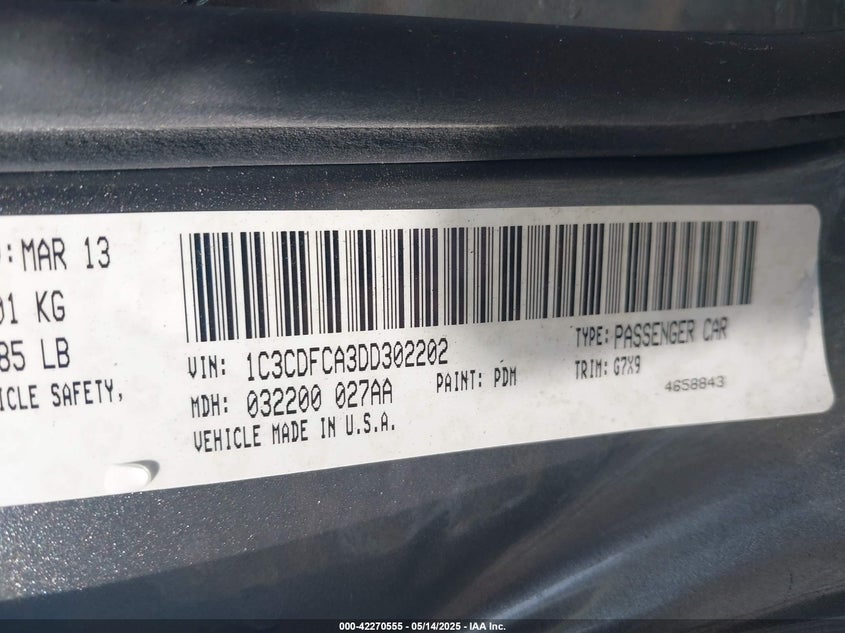 :MAR 13
01 KG
85 LB
ICLE SAFETY,
VIN: 1C3CDFCA3DD302202
TYPE: PASSENGER CAR
MDH: 032200 027AA
PAINT: PDM
TRIM: G7X9
4658843
VEHICLE MADE IN U.S.A.
000-42270555 - 05/14/2025 - IAA Inc.